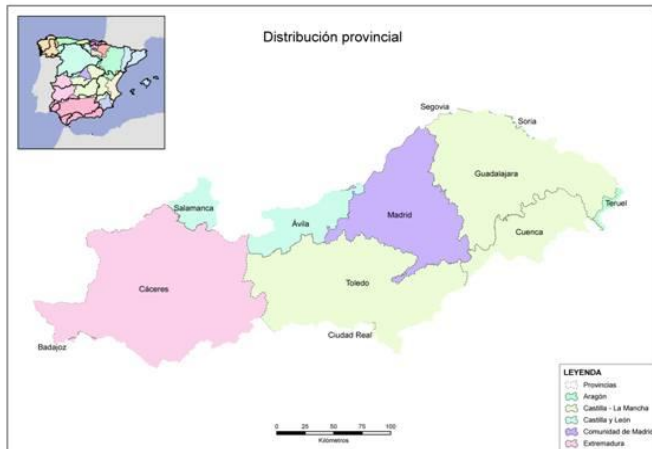 Distribución provincial
Segovia
Soria
Guadalajara
Salamanca
Teruel
Madrid
Ávila
Cuenca
Cáceres
Toledo
Ciudad Real
Badajoz
LEYENDA
Provincias
Aragón
Castilla - La Mancha
Castilla y León
Comunidad de Madrid
Extremadura
0 25 50 100
Kilómetros